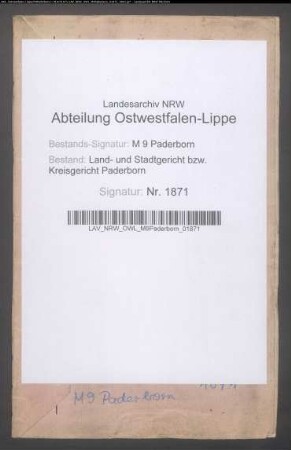 Landesarchiv NRW
Abteilung Ostwestfalen-Lippe
Bestands-Signatur: M 9 Paderborn
Bestand: Land- und Stadtgericht bzw.
Kreisgericht Paderborn
Signatur: Nr. 1871
LAV_NRW_OWL_M9Paderborn_01871
M9 Paderborn